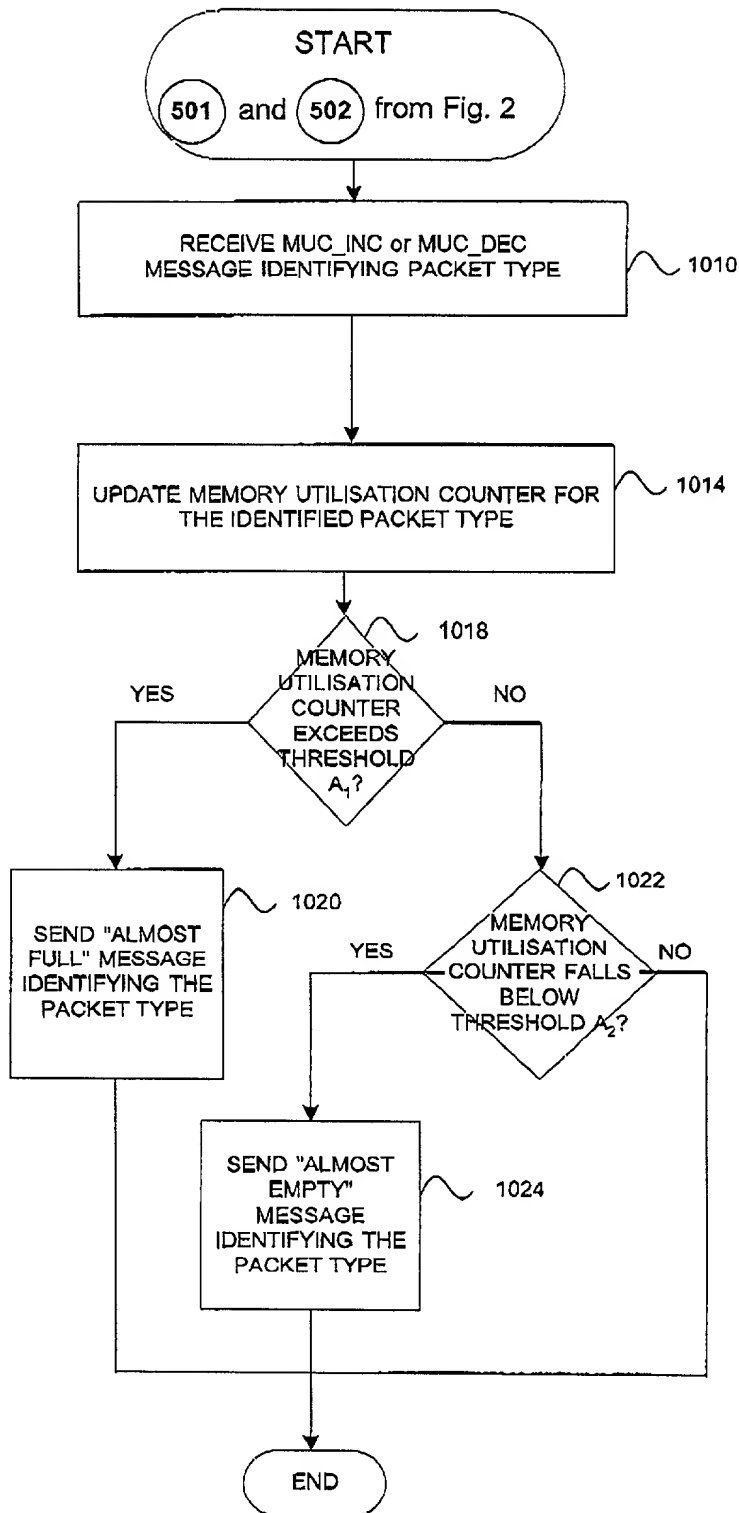 START
501 and 502 from Fig. 2
RECEIVE MUC_INC or MUC_DEC
MESSAGE IDENTIFYING PACKET TYPE
1010
UPDATE MEMORY UTILISATION COUNTER FOR
THE IDENTIFIED PACKET TYPE
1014
1018
MEMORY
UTILISATION
COUNTER
EXCEEDS
THRESHOLD
A₁?
YES
NO
1020
SEND "ALMOST
FULL" MESSAGE
IDENTIFYING THE
PACKET TYPE
1022
MEMORY
UTILISATION
COUNTER FALLS
BELOW
THRESHOLD A₂?
YES
NO
SEND "ALMOST
EMPTY"
MESSAGE
IDENTIFYING THE
PACKET TYPE
1024
END